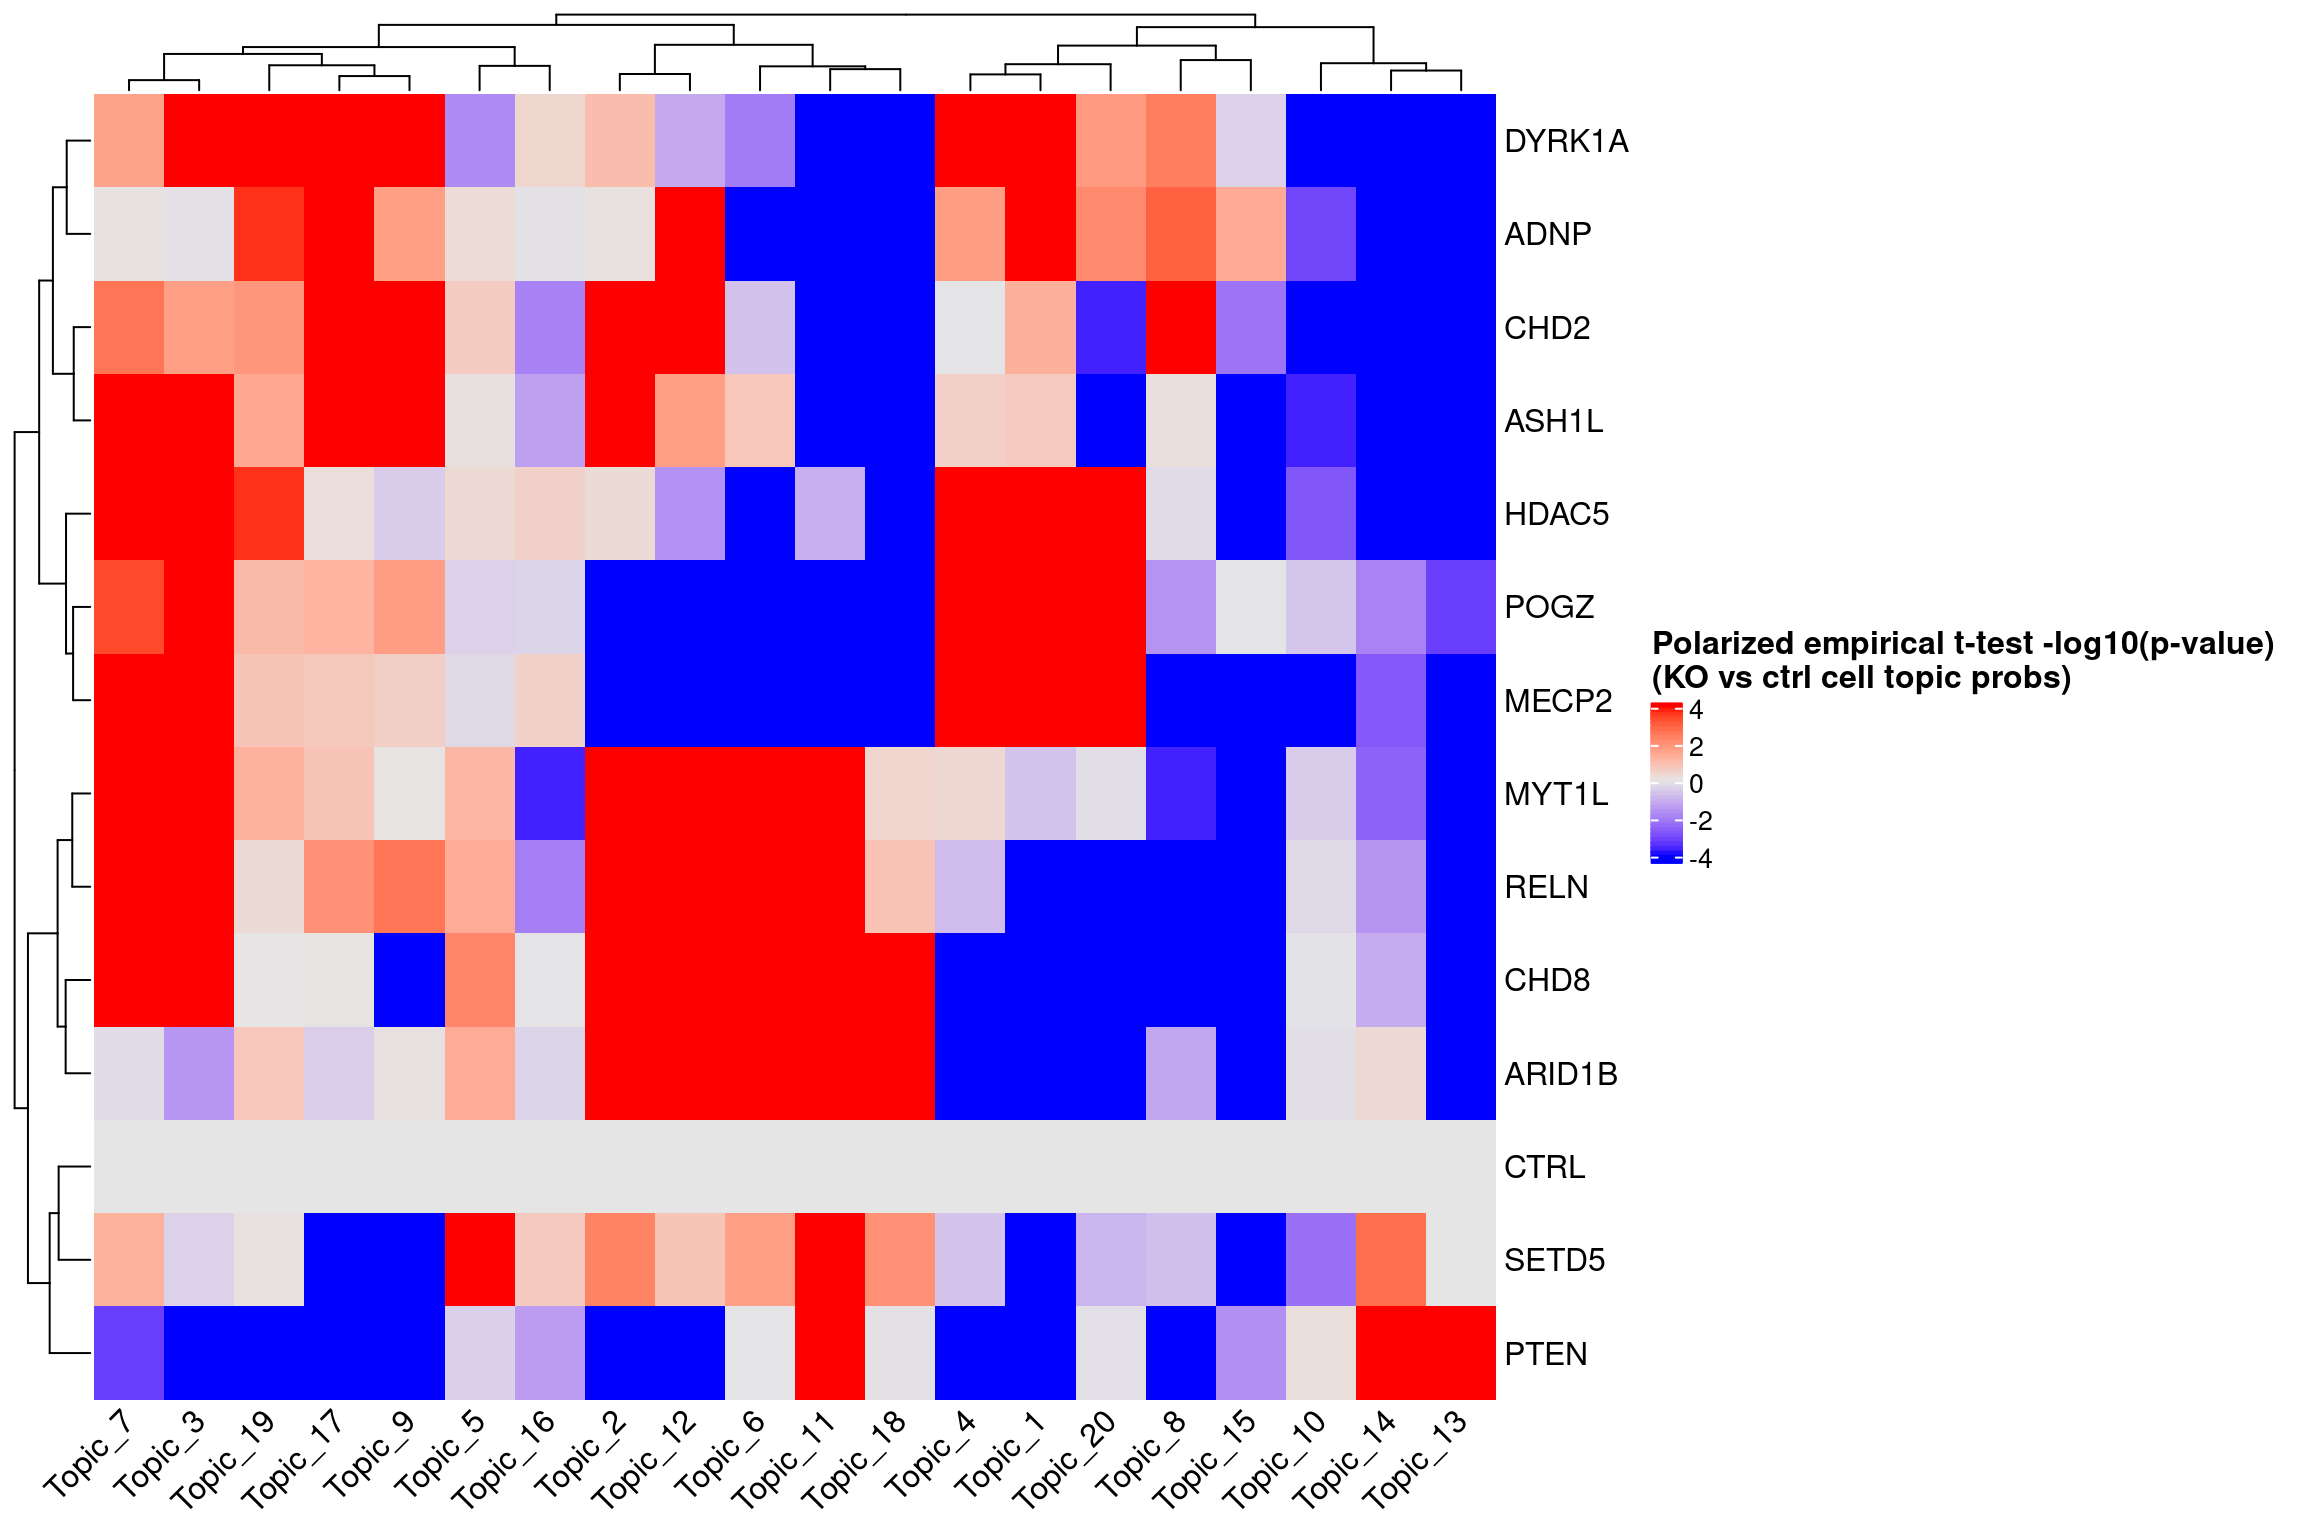 DYRK1A
ADNP
CHD2
ASH1L
HDAC5
POGZ
MECP2
MYT1L
RELN
CHD8
ARID1B
CTRL
SETD5
PTEN
Polarized empirical t-test -log10(p-value)
(KO vs ctrl cell topic probs)
4
2
0
-2
-4
Topic_7
Topic_3
Topic_19
Topic_17
Topic_9
Topic_5
Topic_16
Topic_2
Topic_12
Topic_6
Topic_11
Topic_18
Topic_4
Topic_1
Topic_20
Topic_8
Topic_15
Topic_10
Topic_14
Topic_13